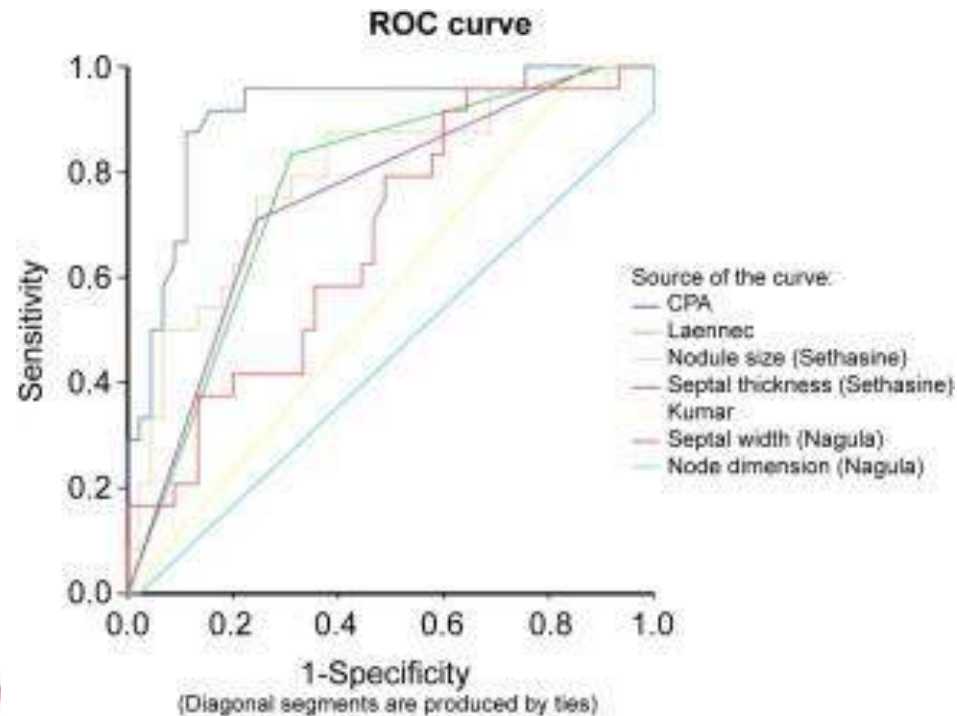 ROC curve
1.0
0.8
0.6
0.4
0.2
0.0
Sensitivity
0.0 0.2 0.4 0.6 0.8 1.0
1-Specificity
(Diagonal segments are produced by ties)
Source of the curve:
CPA
Laennec
Nodule size (Sethasine)
Septal thickness (Sethasine)
Kumar
Septal width (Nagula)
Node dimension (Nagula)